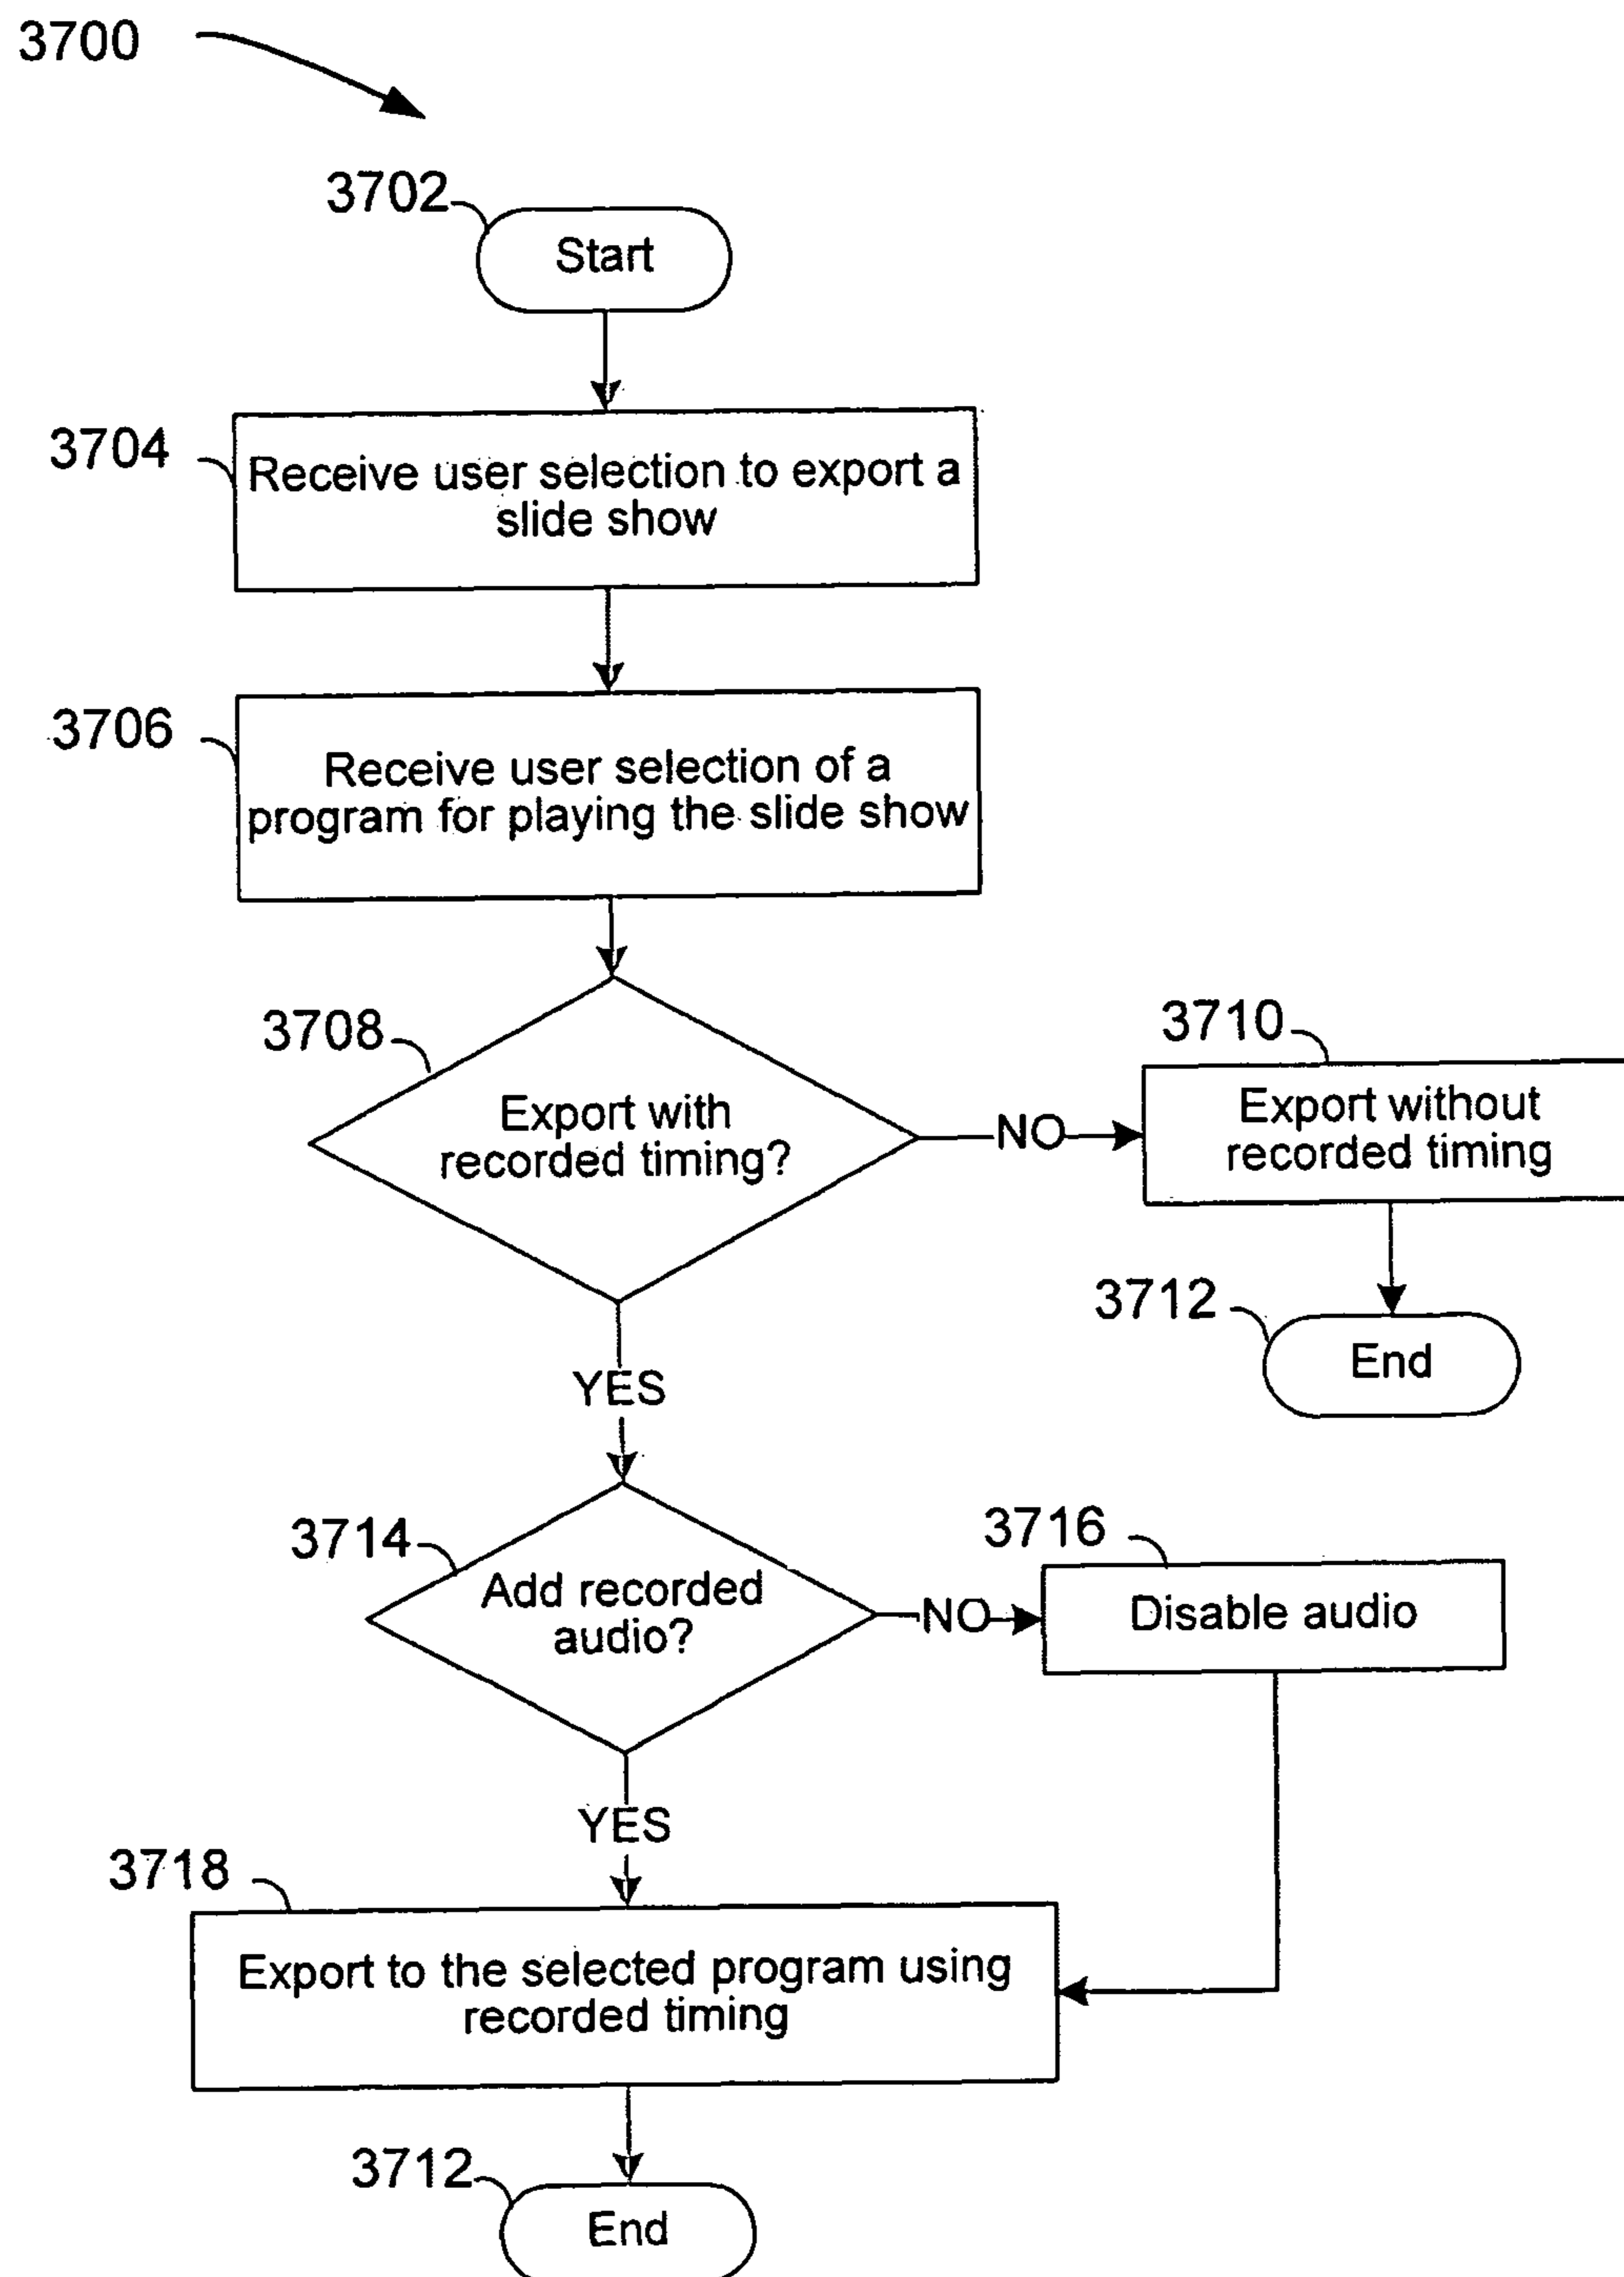 3700
3702
Start
3704
Receive user selection to export a
slide show
3706
Receive user selection of a
program for playing the slide show
3708
Export with
recorded timing?
NO
3710
Export without
recorded timing
3712
End
YES
3714
Add recorded
audio?
NO
3716
Disable audio
YES
3718
Export to the selected program using
recorded timing
3712
End